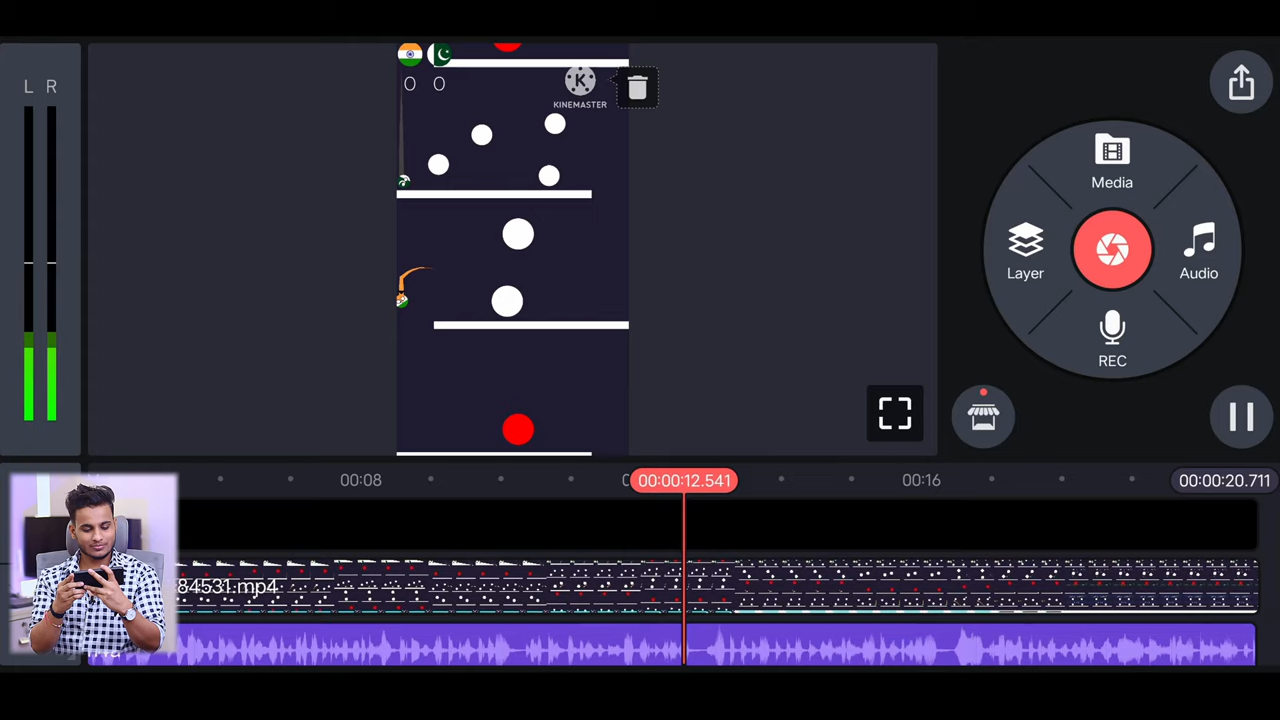 L R
0 0
K
KINEMASTER
Media
Layer
Audio
REC
00:08
00:00:12.541
00:16
00:00:20.711
84531.mp4